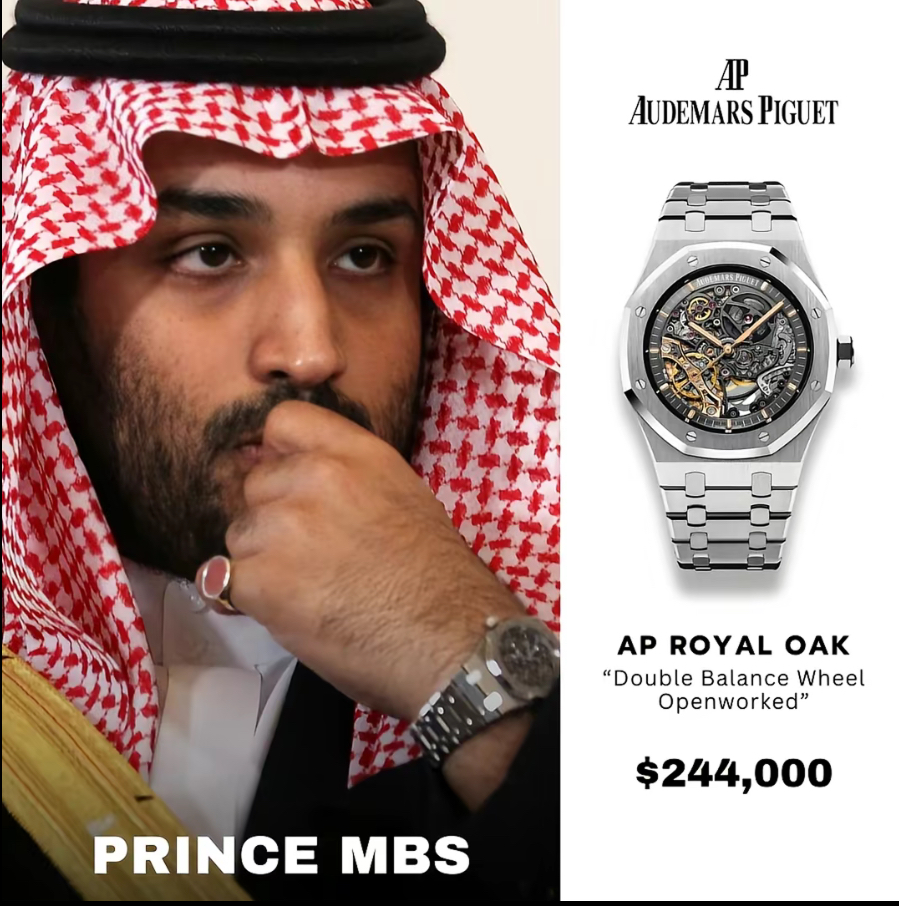 PRINCE MBS
AP
AUDEMARS PIGUET
AUDEMARS PIGUET
AP ROYAL OAK
“Double Balance Wheel
Openworked”
$244,000